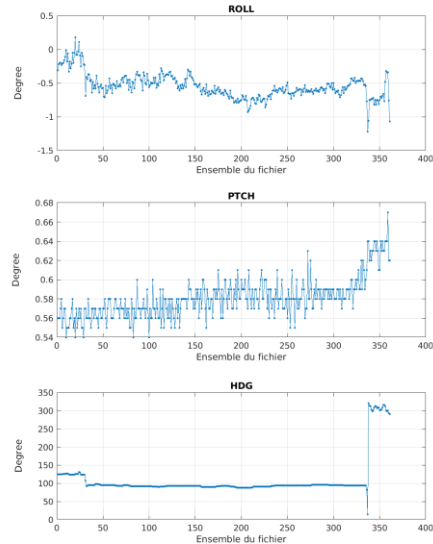 ROLL
0.5
0
-0.5
-1
-1.5
Degree
0 50 100 150 200 250 300 350 400
Ensemble du fichier
PTCH
0.68
0.66
0.64
0.62
0.6
0.58
0.56
0.54
Degree
0 50 100 150 200 250 300 350 400
Ensemble du fichier
HDG
350
300
250
200
150
100
50
0
Degree
0 50 100 150 200 250 300 350 400
Ensemble du fichier